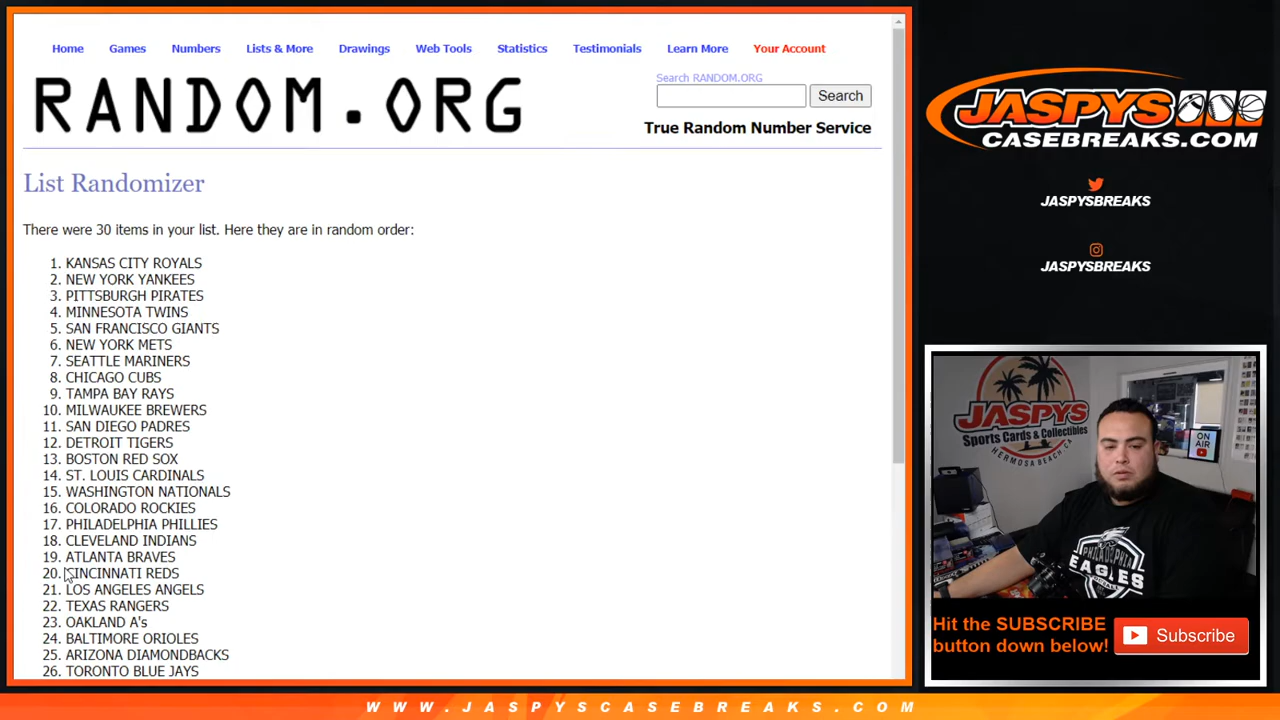 Home Games Numbers Lists & More Drawings Web Tools Statistics Testimonials Learn More Your Account
RANDOM.ORG
Search RANDOM.ORG
Search
True Random Number Service
List Randomizer
There were 30 items in your list. Here they are in random order:
1. KANSAS CITY ROYALS
2. NEW YORK YANKEES
3. PITTSBURGH PIRATES
4. MINNESOTA TWINS
5. SAN FRANCISCO GIANTS
6. NEW YORK METS
7. SEATTLE MARINERS
8. CHICAGO CUBS
9. TAMPA BAY RAYS
10. MILWAUKEE BREWERS
11. SAN DIEGO PADRES
12. DETROIT TIGERS
13. BOSTON RED SOX
14. ST. LOUIS CARDINALS
15. WASHINGTON NATIONALS
16. COLORADO ROCKIES
17. PHILADELPHIA PHILLIES
18. CLEVELAND INDIANS
19. ATLANTA BRAVES
20. CINCINNATI REDS
21. LOS ANGELES ANGELS
22. TEXAS RANGERS
23. OAKLAND A's
24. BALTIMORE ORIOLES
25. ARIZONA DIAMONDBACKS
26. TORONTO BLUE JAYS
JASPYS
CASEBREAKS.COM
JASPYSBREAKS
JASPYSBREAKS
JASPYS
Sports Cards & Collectibles
HERMOSA BEACH, CA
ON
AIR
PHILADELPHIA
EAGLES
Hit the SUBSCRIBE
button down below!
Subscribe
WWW.JASPYSCASEBREAKS.COM